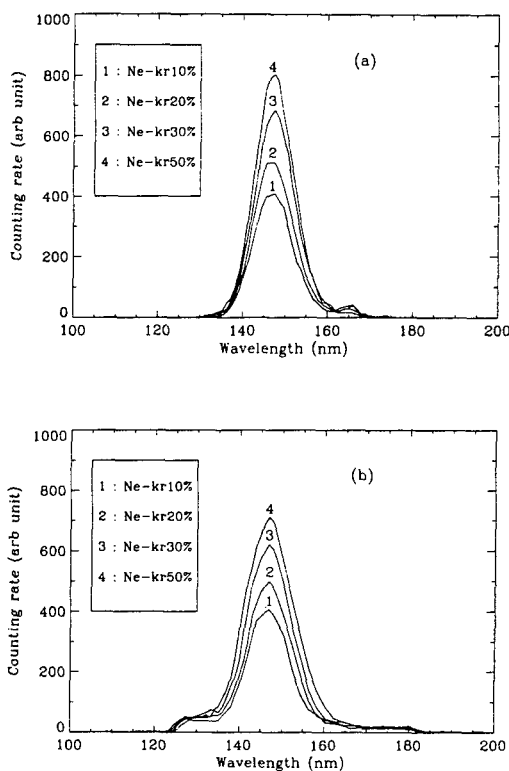 1000
(a)
1 : Ne-kr10%
2 : Ne-kr20%
3 : Ne-kr30%
4 : Ne-kr50%
4
3
2
1
800
600
400
200
0
Counting rate (arb unit)
100 120 140 160 180 200
Wavelength (nm)
1000
(b)
1 : Ne-kr10%
2 : Ne-kr20%
3 : Ne-kr30%
4 : Ne-kr50%
4
3
2
1
800
600
400
200
0
Counting rate (arb unit)
100 120 140 160 180 200
Wavelength (nm)